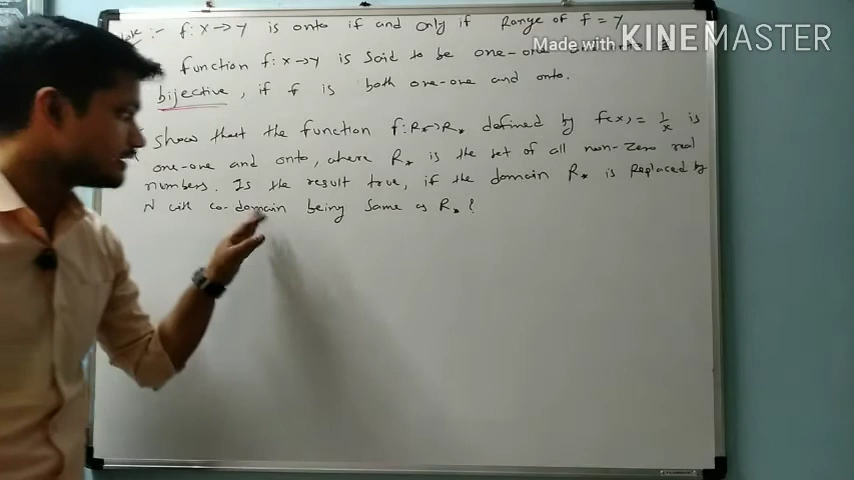 Note :- f: X→Y is onto if and only if Range of f = Y
Made with KINEMASTER
function f: X→Y is said to be one-one
bijective, if f is both one-one and onto.
Show that the function f: R*→R* defined by f(x) = 1/x is
one-one and onto, where R* is the set of all non-zero real
numbers. Is the result true, if the domain R* is Replaced by
N with co-domain being same as R*?